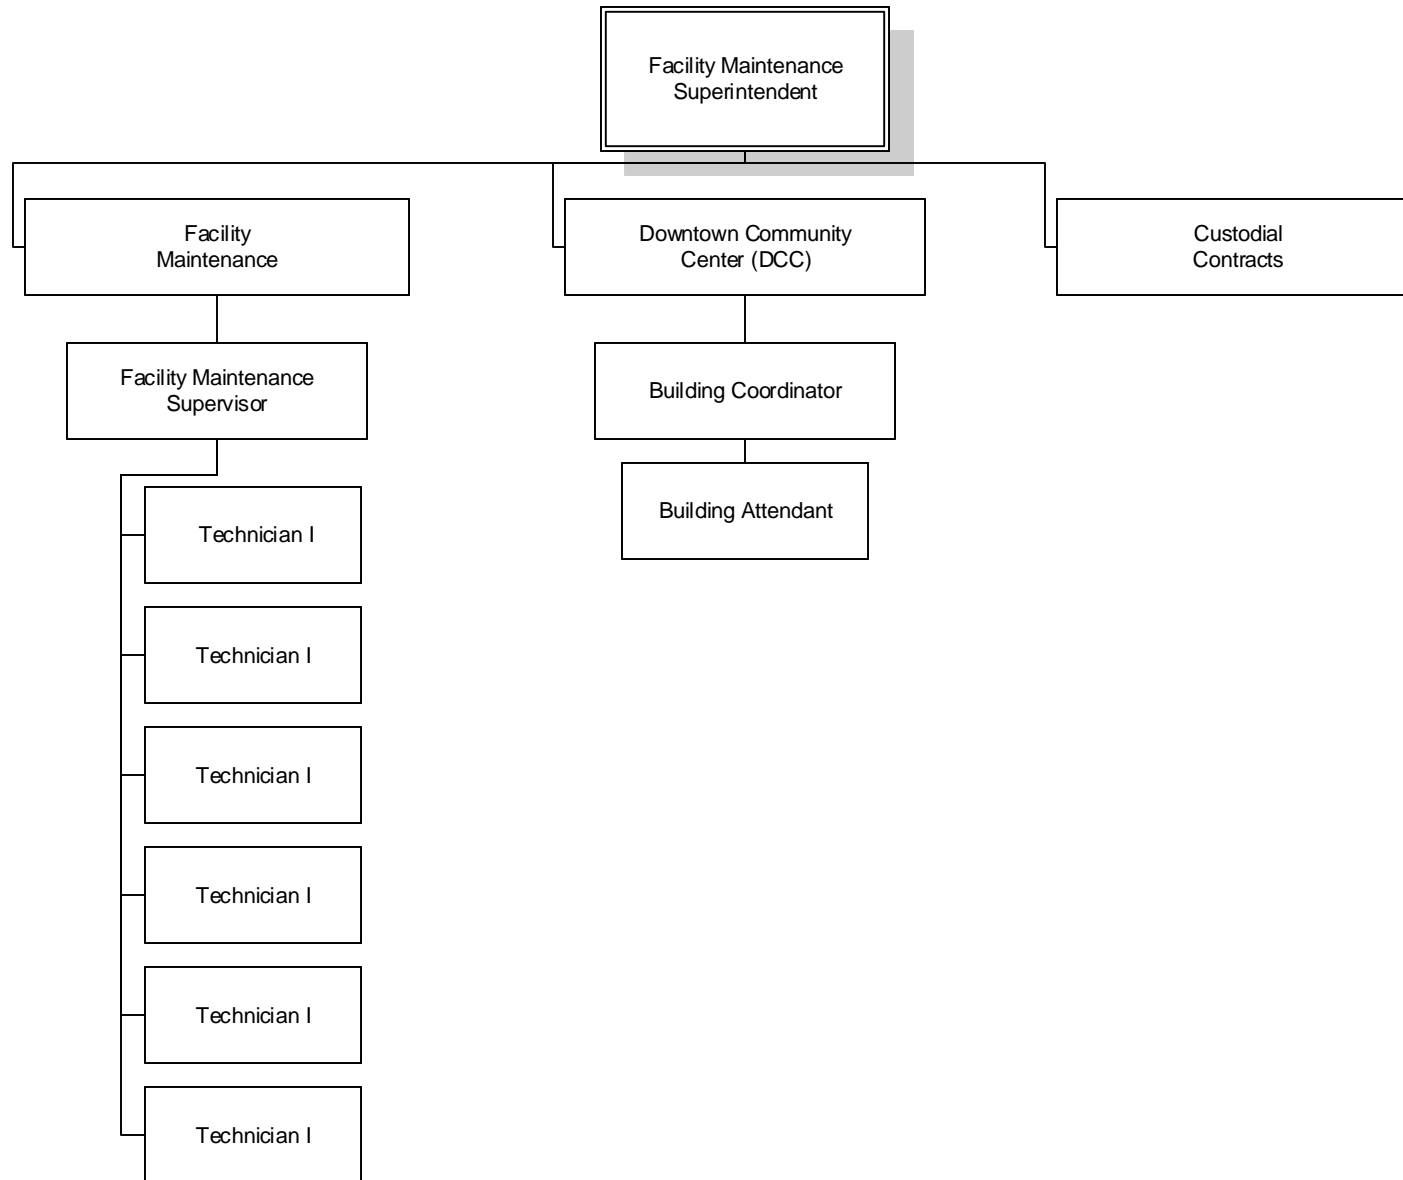 Facility Maintenance
Superintendent
Facility
Maintenance
Downtown Community
Center (DCC)
Custodial
Contracts
Facility Maintenance
Supervisor
Building Coordinator
Technician I
Building Attendant
Technician I
Technician I
Technician I
Technician I
Technician I